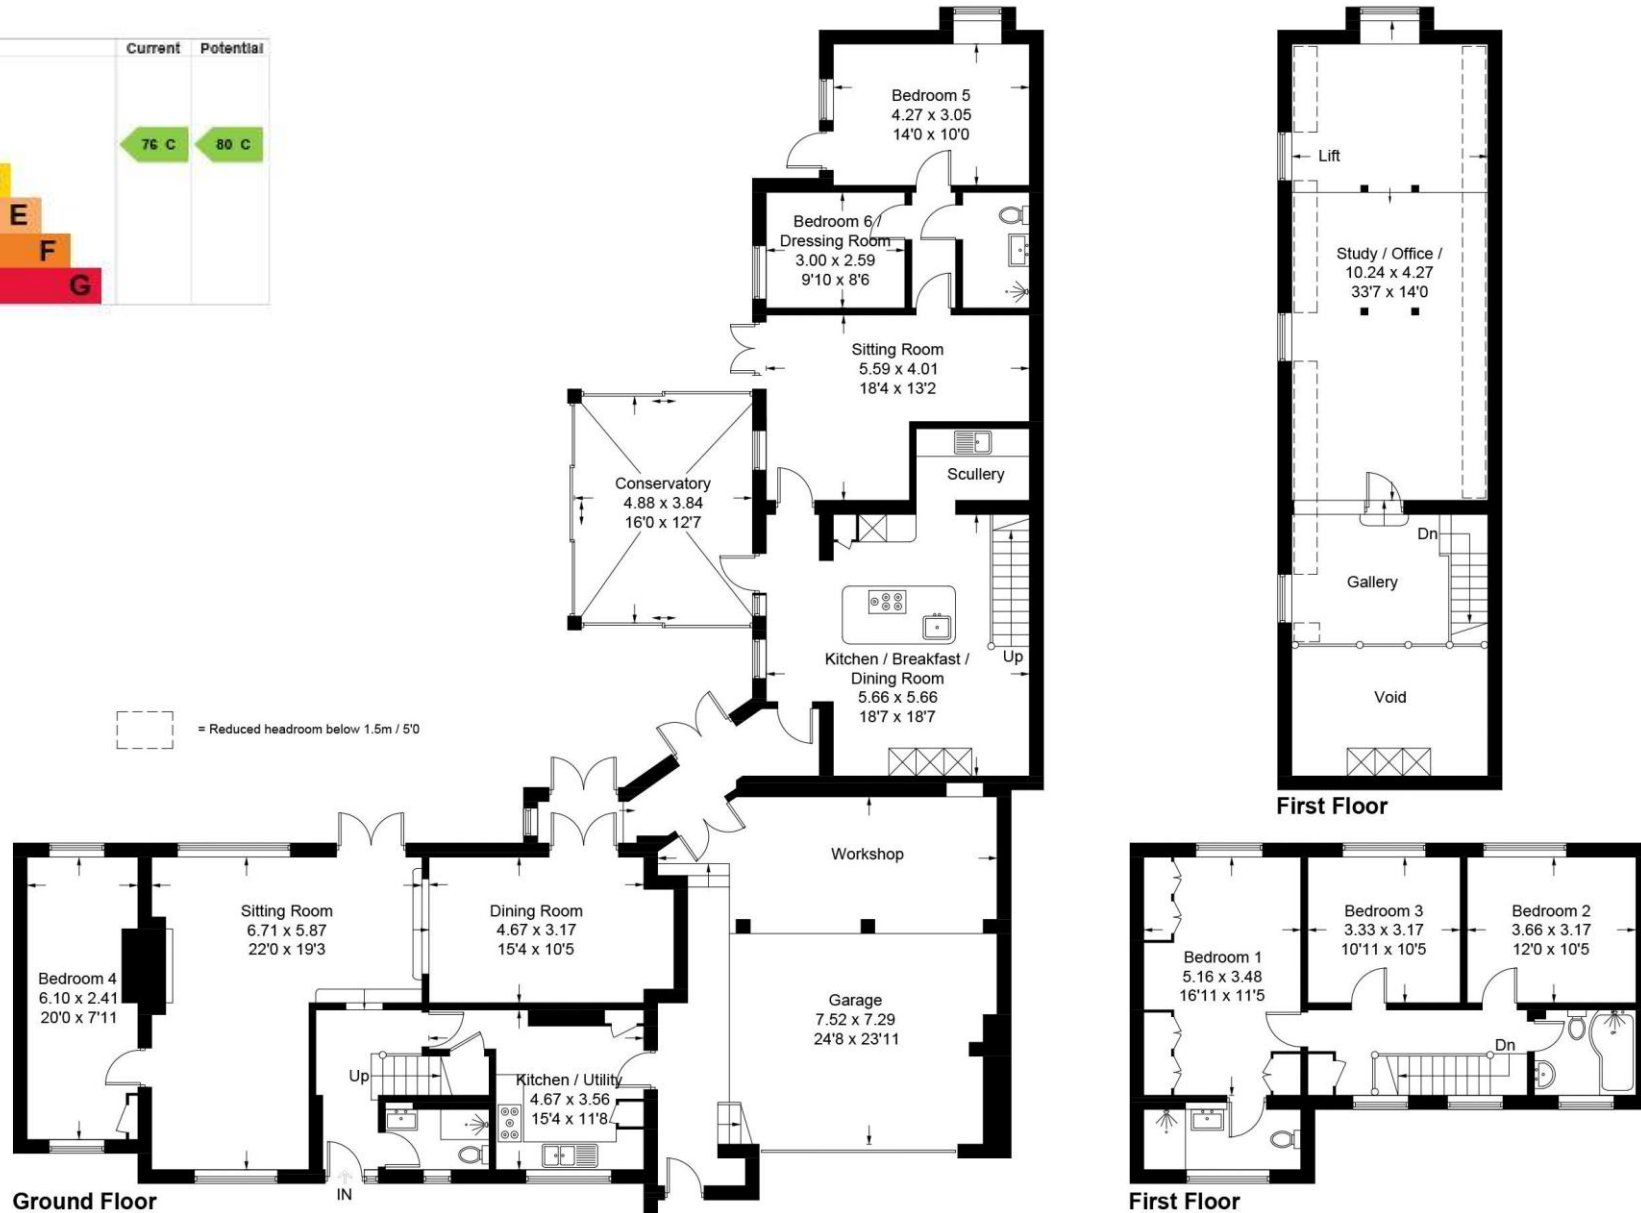 Current Potential
76 C 80 C
E
F
G
Bedroom 5
4.27 x 3.05
14'0 x 10'0
Bedroom 6 /
Dressing Room
3.00 x 2.59
9'10 x 8'6
Sitting Room
5.59 x 4.01
18'4 x 13'2
Scullery
Conservatory
4.88 x 3.84
16'0 x 12'7
Kitchen / Breakfast /
Dining Room
5.66 x 5.66
18'7 x 18'7
Up
= Reduced headroom below 1.5m / 5'0
Workshop
Garage
7.52 x 7.29
24'8 x 23'11
Sitting Room
6.71 x 5.87
22'0 x 19'3
Dining Room
4.67 x 3.17
15'4 x 10'5
Bedroom 4
6.10 x 2.41
20'0 x 7'11
Up
Kitchen / Utility
4.67 x 3.56
15'4 x 11'8
IN
Ground Floor
Lift
Study / Office /
10.24 x 4.27
33'7 x 14'0
Dn
Gallery
Void
First Floor
Bedroom 1
5.16 x 3.48
16'11 x 11'5
Bedroom 3
3.33 x 3.17
10'11 x 10'5
Bedroom 2
3.66 x 3.17
12'0 x 10'5
Dn
First Floor